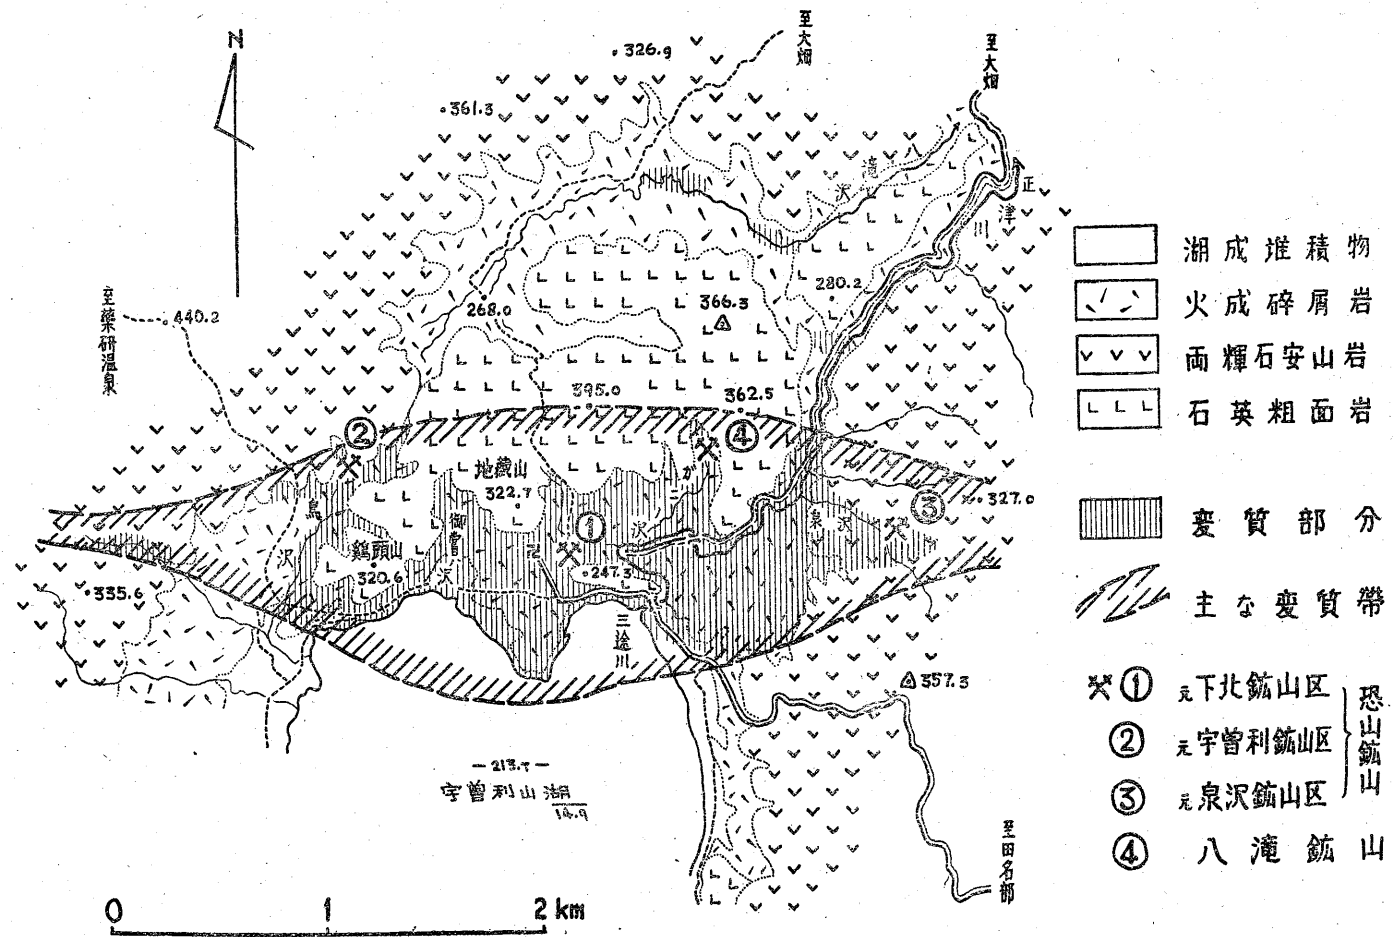 N
至大畑
至大畑
326.9
361.3
八滝沢
正津川
至薬研温泉
440.2
268.0
366.3
280.2
395.0
362.5
②
④
地蔵山
322.7
かに沢
327.0
③
御曽沢
①
泉沢
鳥沢
鶏頭山
320.6
247.3
335.6
三途川
357.3
宇曽利山湖
14.9
至田名部
0 1 2 km
湖成堆積物
火成砕屑岩
両輝石安山岩
石英粗面岩
変質部分
主な変質帯
① 元下北鉱山区
② 元宇曽利鉱山区
③ 元泉沢鉱山区
恐山鉱山
④ 八滝鉱山